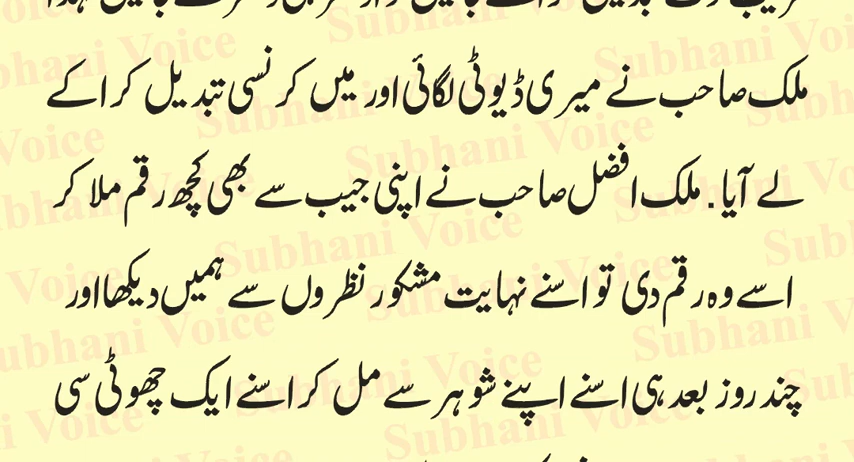 ملک صاحب نے میری ڈیوٹی لگائی اور میں کرنسی تبدیل کرا کے
لے آیا. ملک افضل صاحب نے اپنی جیب سے بھی کچھ رقم ملا کر
اسے وہ رقم دی تو اسنے نہایت مشکور نظروں سے ہمیں دیکھا اور
چند روز بعد ہی اسنے اپنے شوہر سے مل کر اسنے ایک چھوٹی سی
Subhani Voice